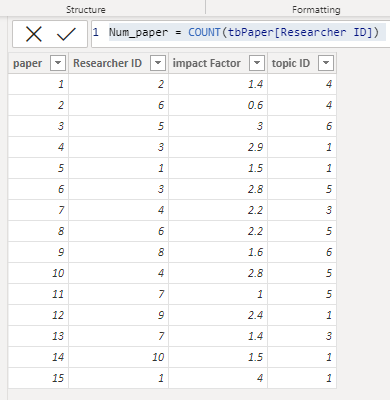 Structure Formatting
1 Num_paper = COUNT(tbPaper[Researcher ID])
paper Researcher ID impact Factor topic ID
1 2 1.4 4
2 6 0.6 4
3 5 3 6
4 3 2.9 1
5 1 1.5 1
6 3 2.8 5
7 4 2.2 3
8 6 2.2 5
9 8 1.6 6
10 4 2.8 5
11 7 1 5
12 9 2.4 1
13 7 1.4 3
14 10 1.5 1
15 1 4 1